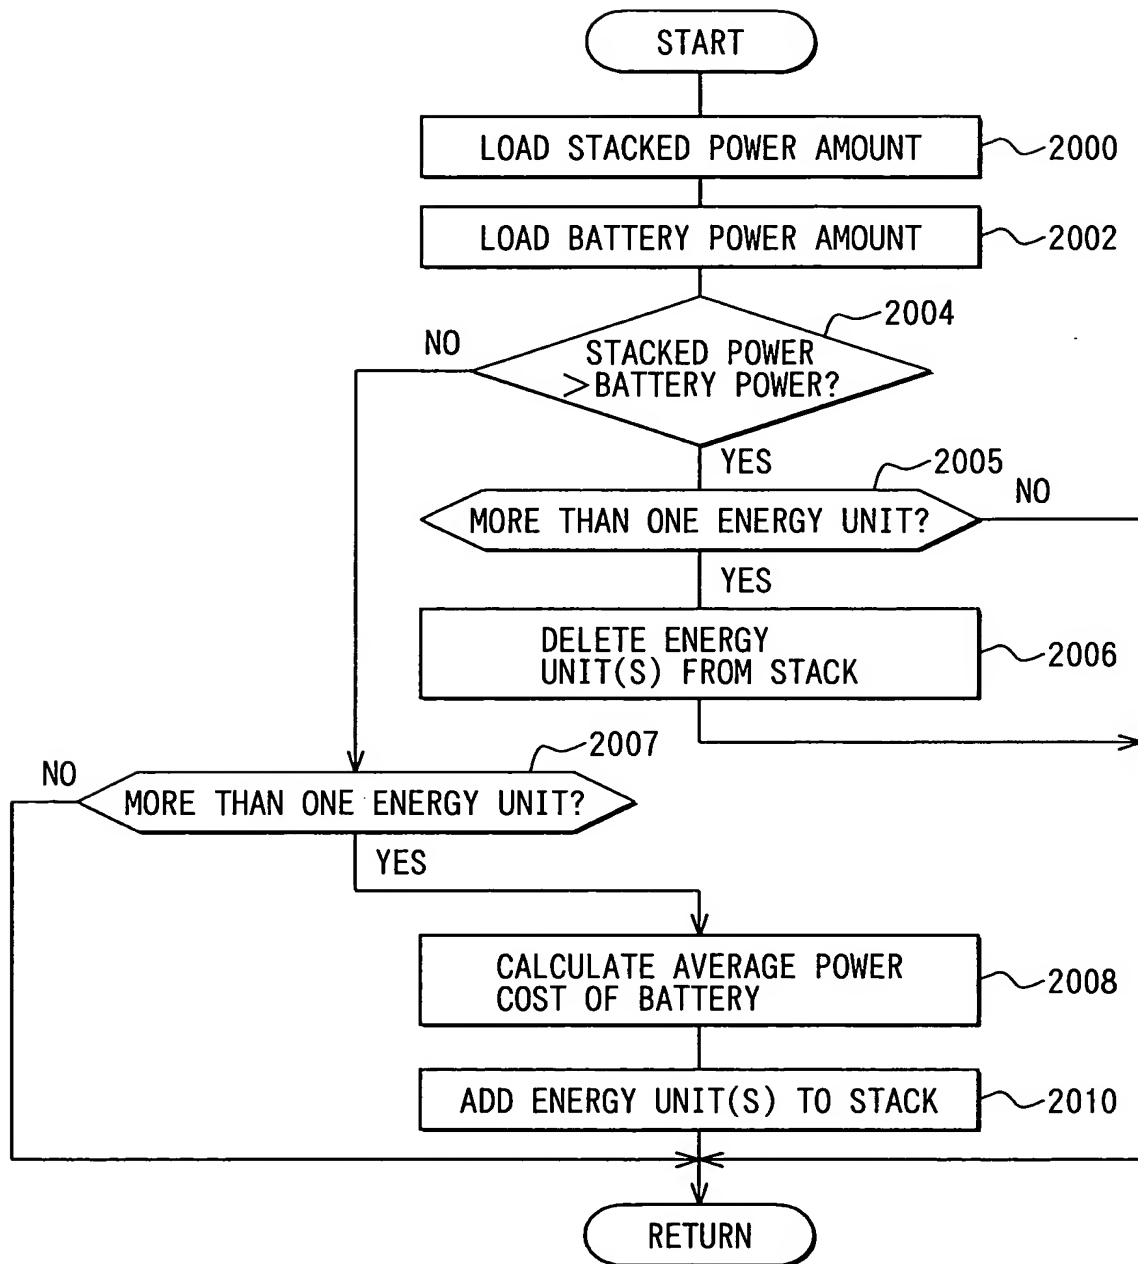 START
LOAD STACKED POWER AMOUNT
2000
LOAD BATTERY POWER AMOUNT
2002
2004
NO
STACKED POWER
>BATTERY POWER?
YES
2005
NO
MORE THAN ONE ENERGY UNIT?
YES
DELETE ENERGY
UNIT(S) FROM STACK
2006
2007
NO
MORE THAN ONE ENERGY UNIT?
YES
CALCULATE AVERAGE POWER
COST OF BATTERY
2008
ADD ENERGY UNIT(S) TO STACK
2010
RETURN